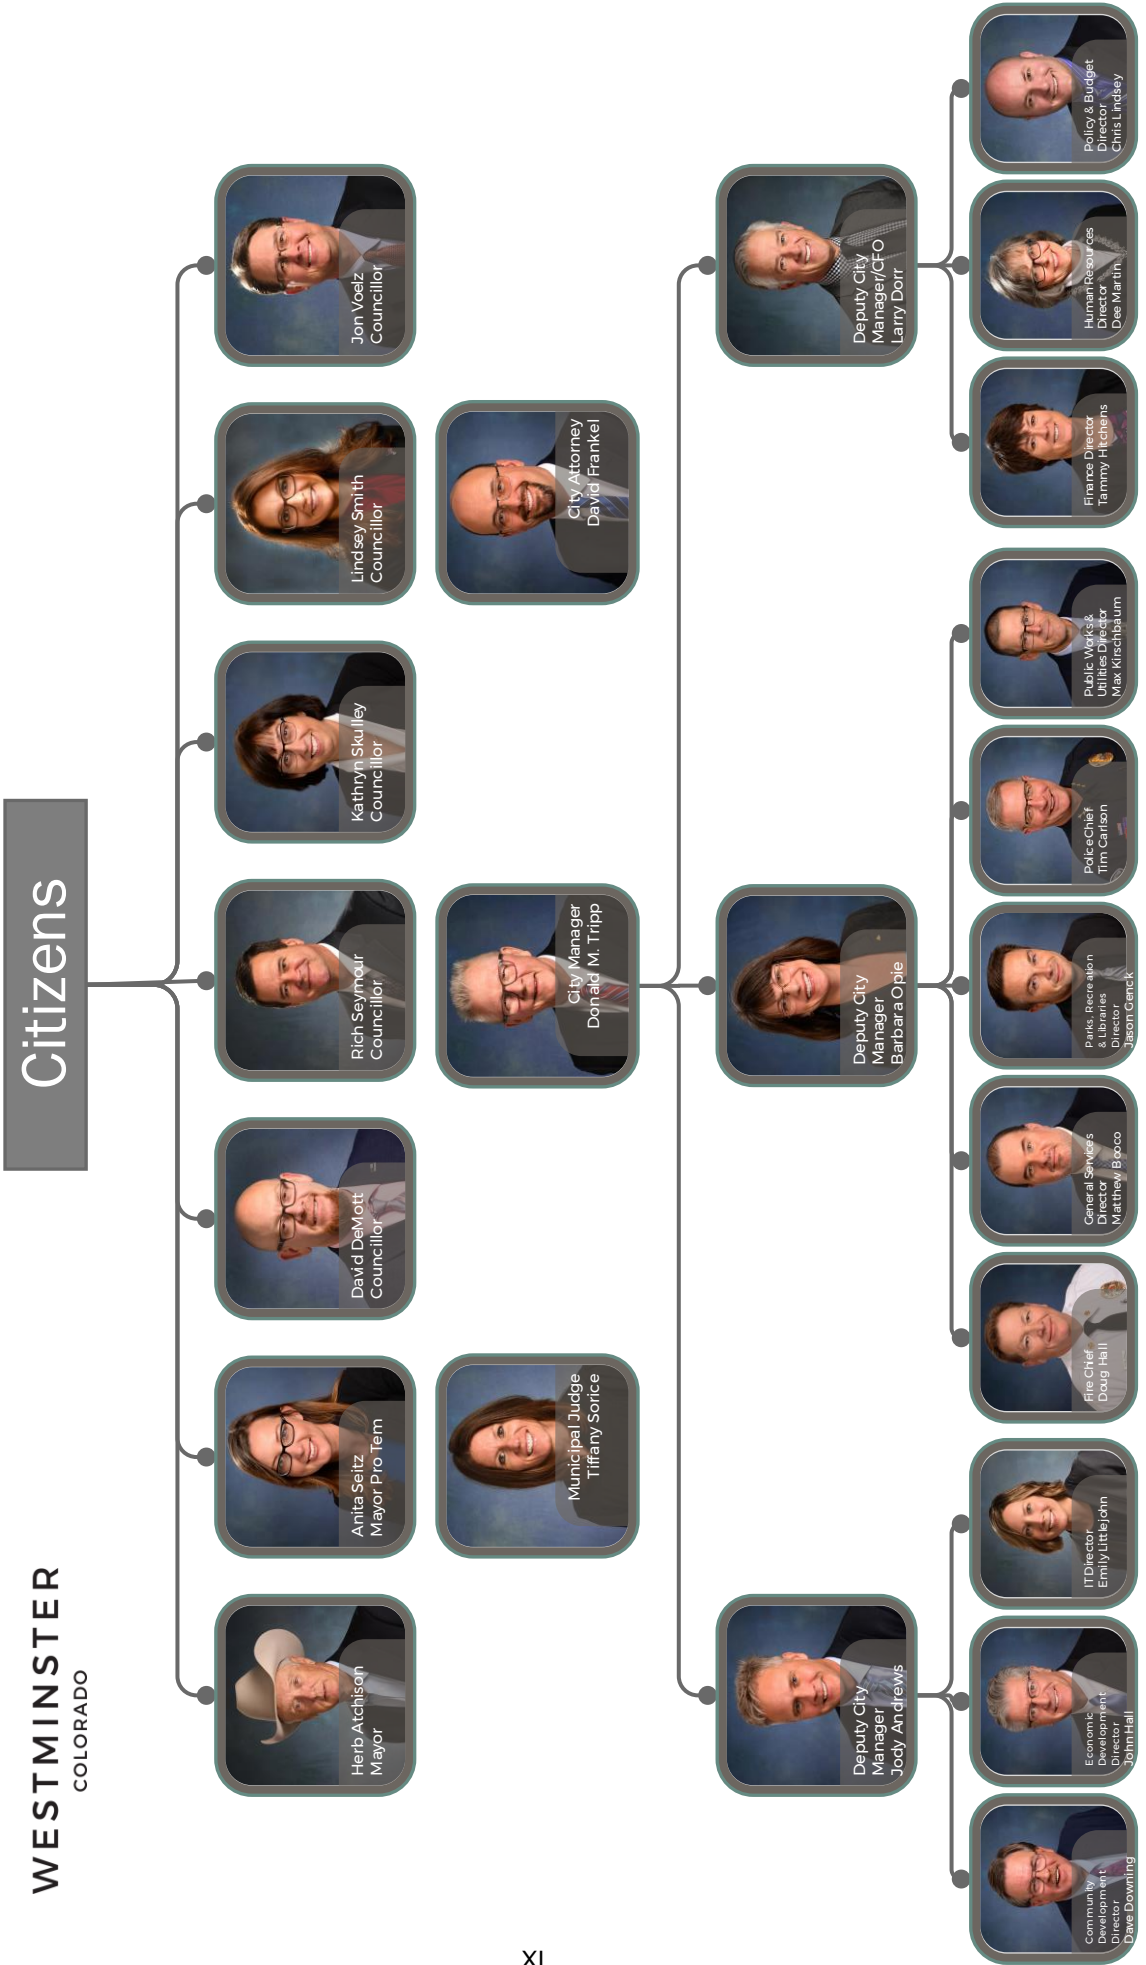 WESTMINSTER
COLORADO
Citizens
Herb Atchison
Mayor
Anita Seitz
Mayor Pro Tem
David DeMott
Councillor
Rich Seymour
Councillor
Kathryn Skulley
Councillor
Lindsey Smith
Councillor
Jon Voelz
Councillor
Municipal Judge
Tiffany Sorice
City Manager
Donald M. Tripp
City Attorney
David Frankel
Deputy City
Manager
Jody Andrews
Deputy City
Manager
Barbara Opie
Deputy City
Manager/CFO
Larry Dorr
Community
Development
Director
Dave Downing
Economic
Development
Director
John Hall
IT Director
Emily Littlejohn
Fire Chief
Doug Hall
General Services
Director
Matthew Booco
Parks, Recreation
& Libraries
Director
Jason Genck
Police Chief
Tim Carlson
Public Works &
Utilities Director
Max Kirschbaum
Finance Director
Tammy Hitchens
Human Resources
Director
Dee Martin
Policy & Budget
Director
Chris Lindsey
XI